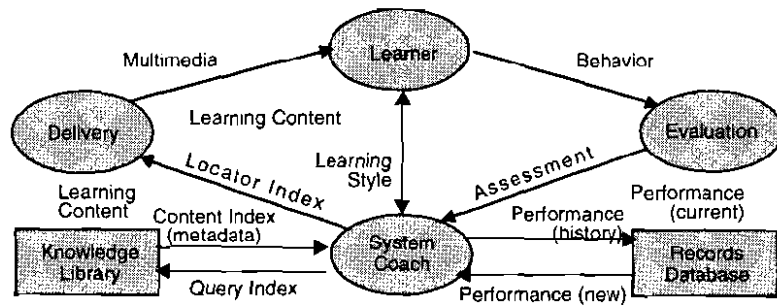 Learner
Multimedia
Behavior
Learning Content
Delivery
Evaluation
Learning
Style
Locator Index
Assessment
Learning
Content
Performance
(current)
Content Index
(metadata)
Performance
(history)
System
Coach
Knowledge
Library
Records
Database
Query Index
Performance (new)